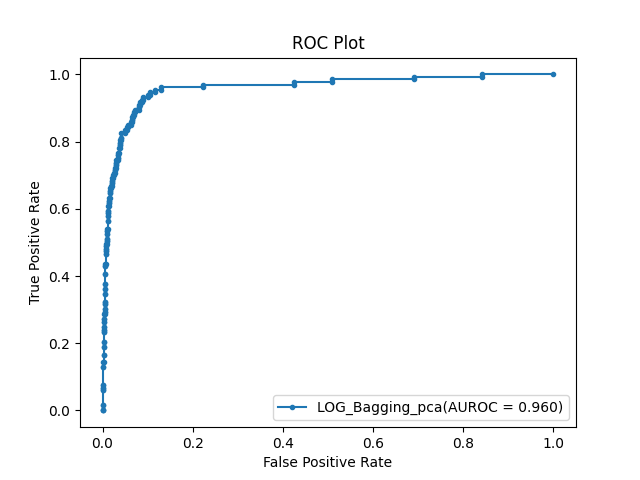 ROC Plot
1.0
0.8
0.6
0.4
0.2
0.0
True Positive Rate
LOG_Bagging_pca(AUROC = 0.960)
0.0 0.2 0.4 0.6 0.8 1.0
False Positive Rate